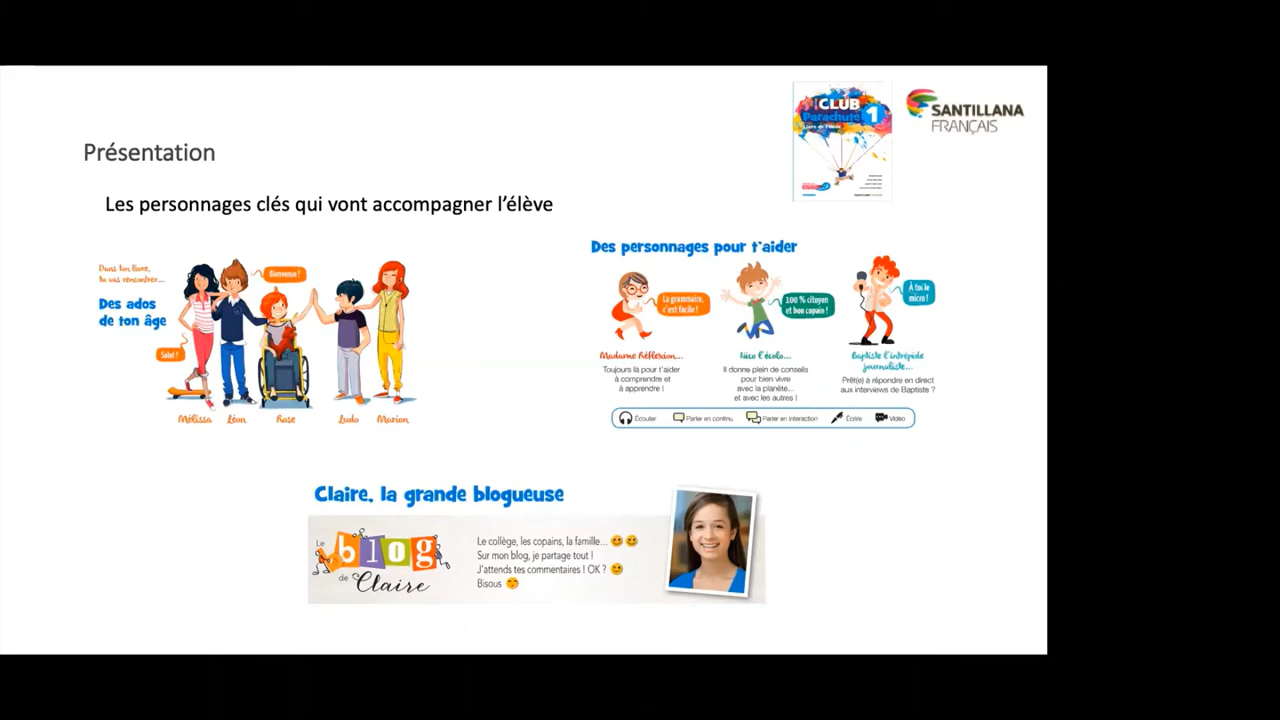 CLUB
Parachute 1
Livre de l'élève
SANTILLANA
FRANÇAIS
Présentation
Les personnages clés qui vont accompagner l'élève
Dans ton livre,
tu vas rencontrer...
Des ados
de ton âge
Bienvenue !
Salut !
Mélissa
Léon
Rose
Ludo
Marion
Des personnages pour t'aider
La grammaire,
c'est facile !
100 % citoyen
et bon copain !
À toi le
micro !
Madame Réflexion...
Toujours là pour t'aider
à comprendre et
à apprendre !
Nico l'écolo...
Il donne plein de conseils
pour bien vivre
avec la planète...
et avec les autres !
Baptiste l'intrépide
journaliste...
Prêt(e) à répondre en direct
aux interviews de Baptiste ?
Écouter
Parler en continu
Parler en interaction
Écrire
Vidéo
Claire, la grande blogueuse
Le
blog
de Claire
Le collège, les copains, la famille...
Sur mon blog, je partage tout !
J'attends tes commentaires ! OK ?
Bisous